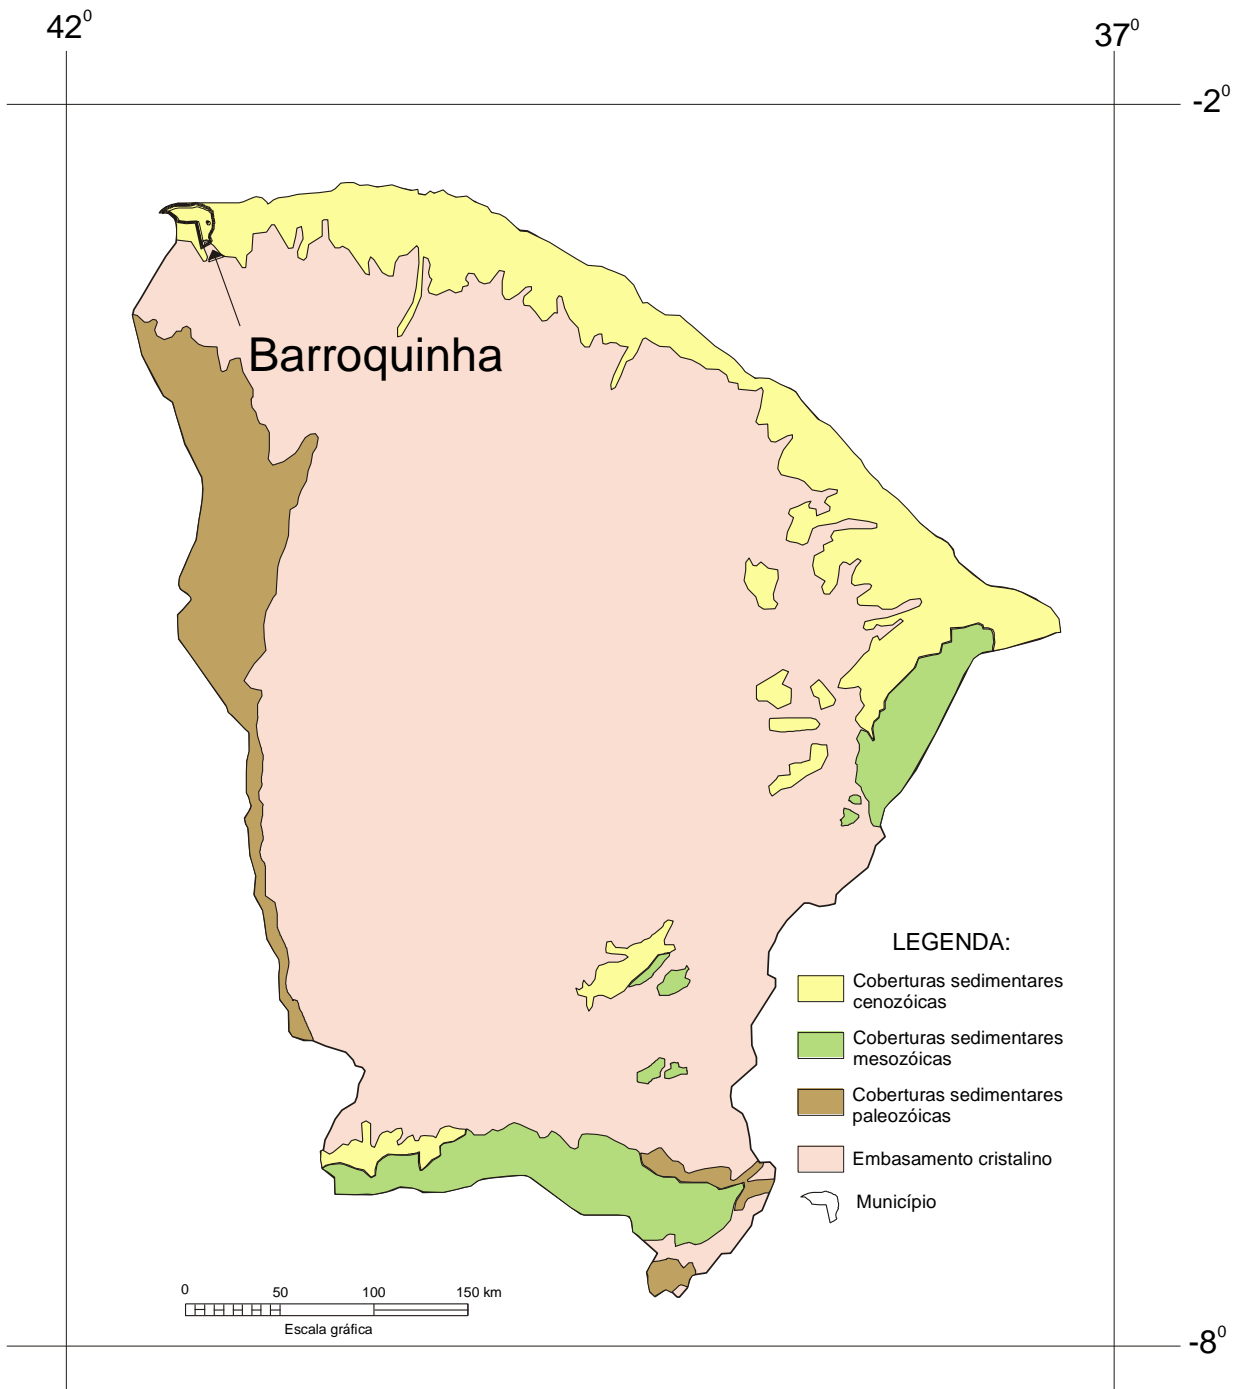 42⁰
37⁰
-2⁰
Barroquinha
LEGENDA:
Coberturas sedimentares
cenozóicas
Coberturas sedimentares
mesozóicas
Coberturas sedimentares
paleozóicas
Embasamento cristalino
Município
0 50 100 150 km
Escala gráfica
-8⁰